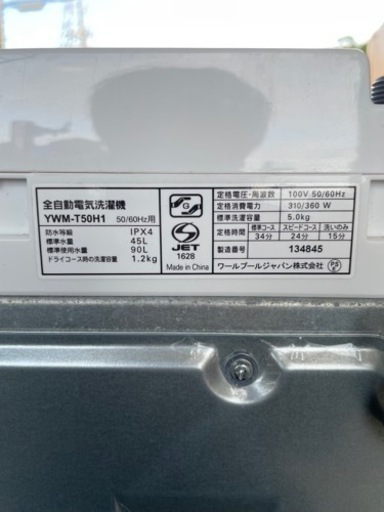 全自動電気洗濯機
YWM-T50H1 50/60Hz用
防水等級 IPX4
標準水量 45L
標準使用水量 90L
ドライコース時の洗濯容量 1.2kg
G
S
JET
1628
Made in China
定格電圧・周波数 100V 50/60Hz
定格消費電力 310/360 W
標準洗濯容量 5.0kg
定格時間 標準コース スピードコース 洗いのみ
34分 24分 15分
製造番号 134845
ワールプールジャパン株式会社
PS E